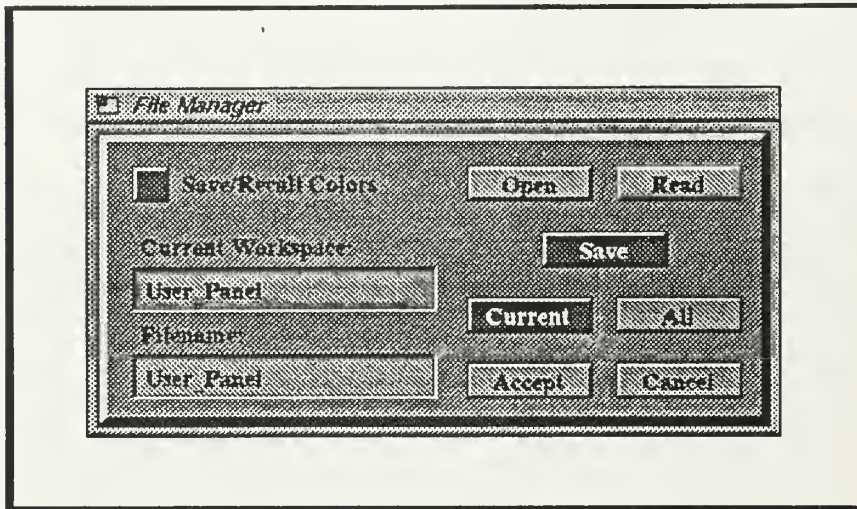 File Manager
Save/Recall Colors
Open
Read
Current Workspace:
Save
User_Panel
Current
All
Filename:
User_Panel
Accept
Cancel